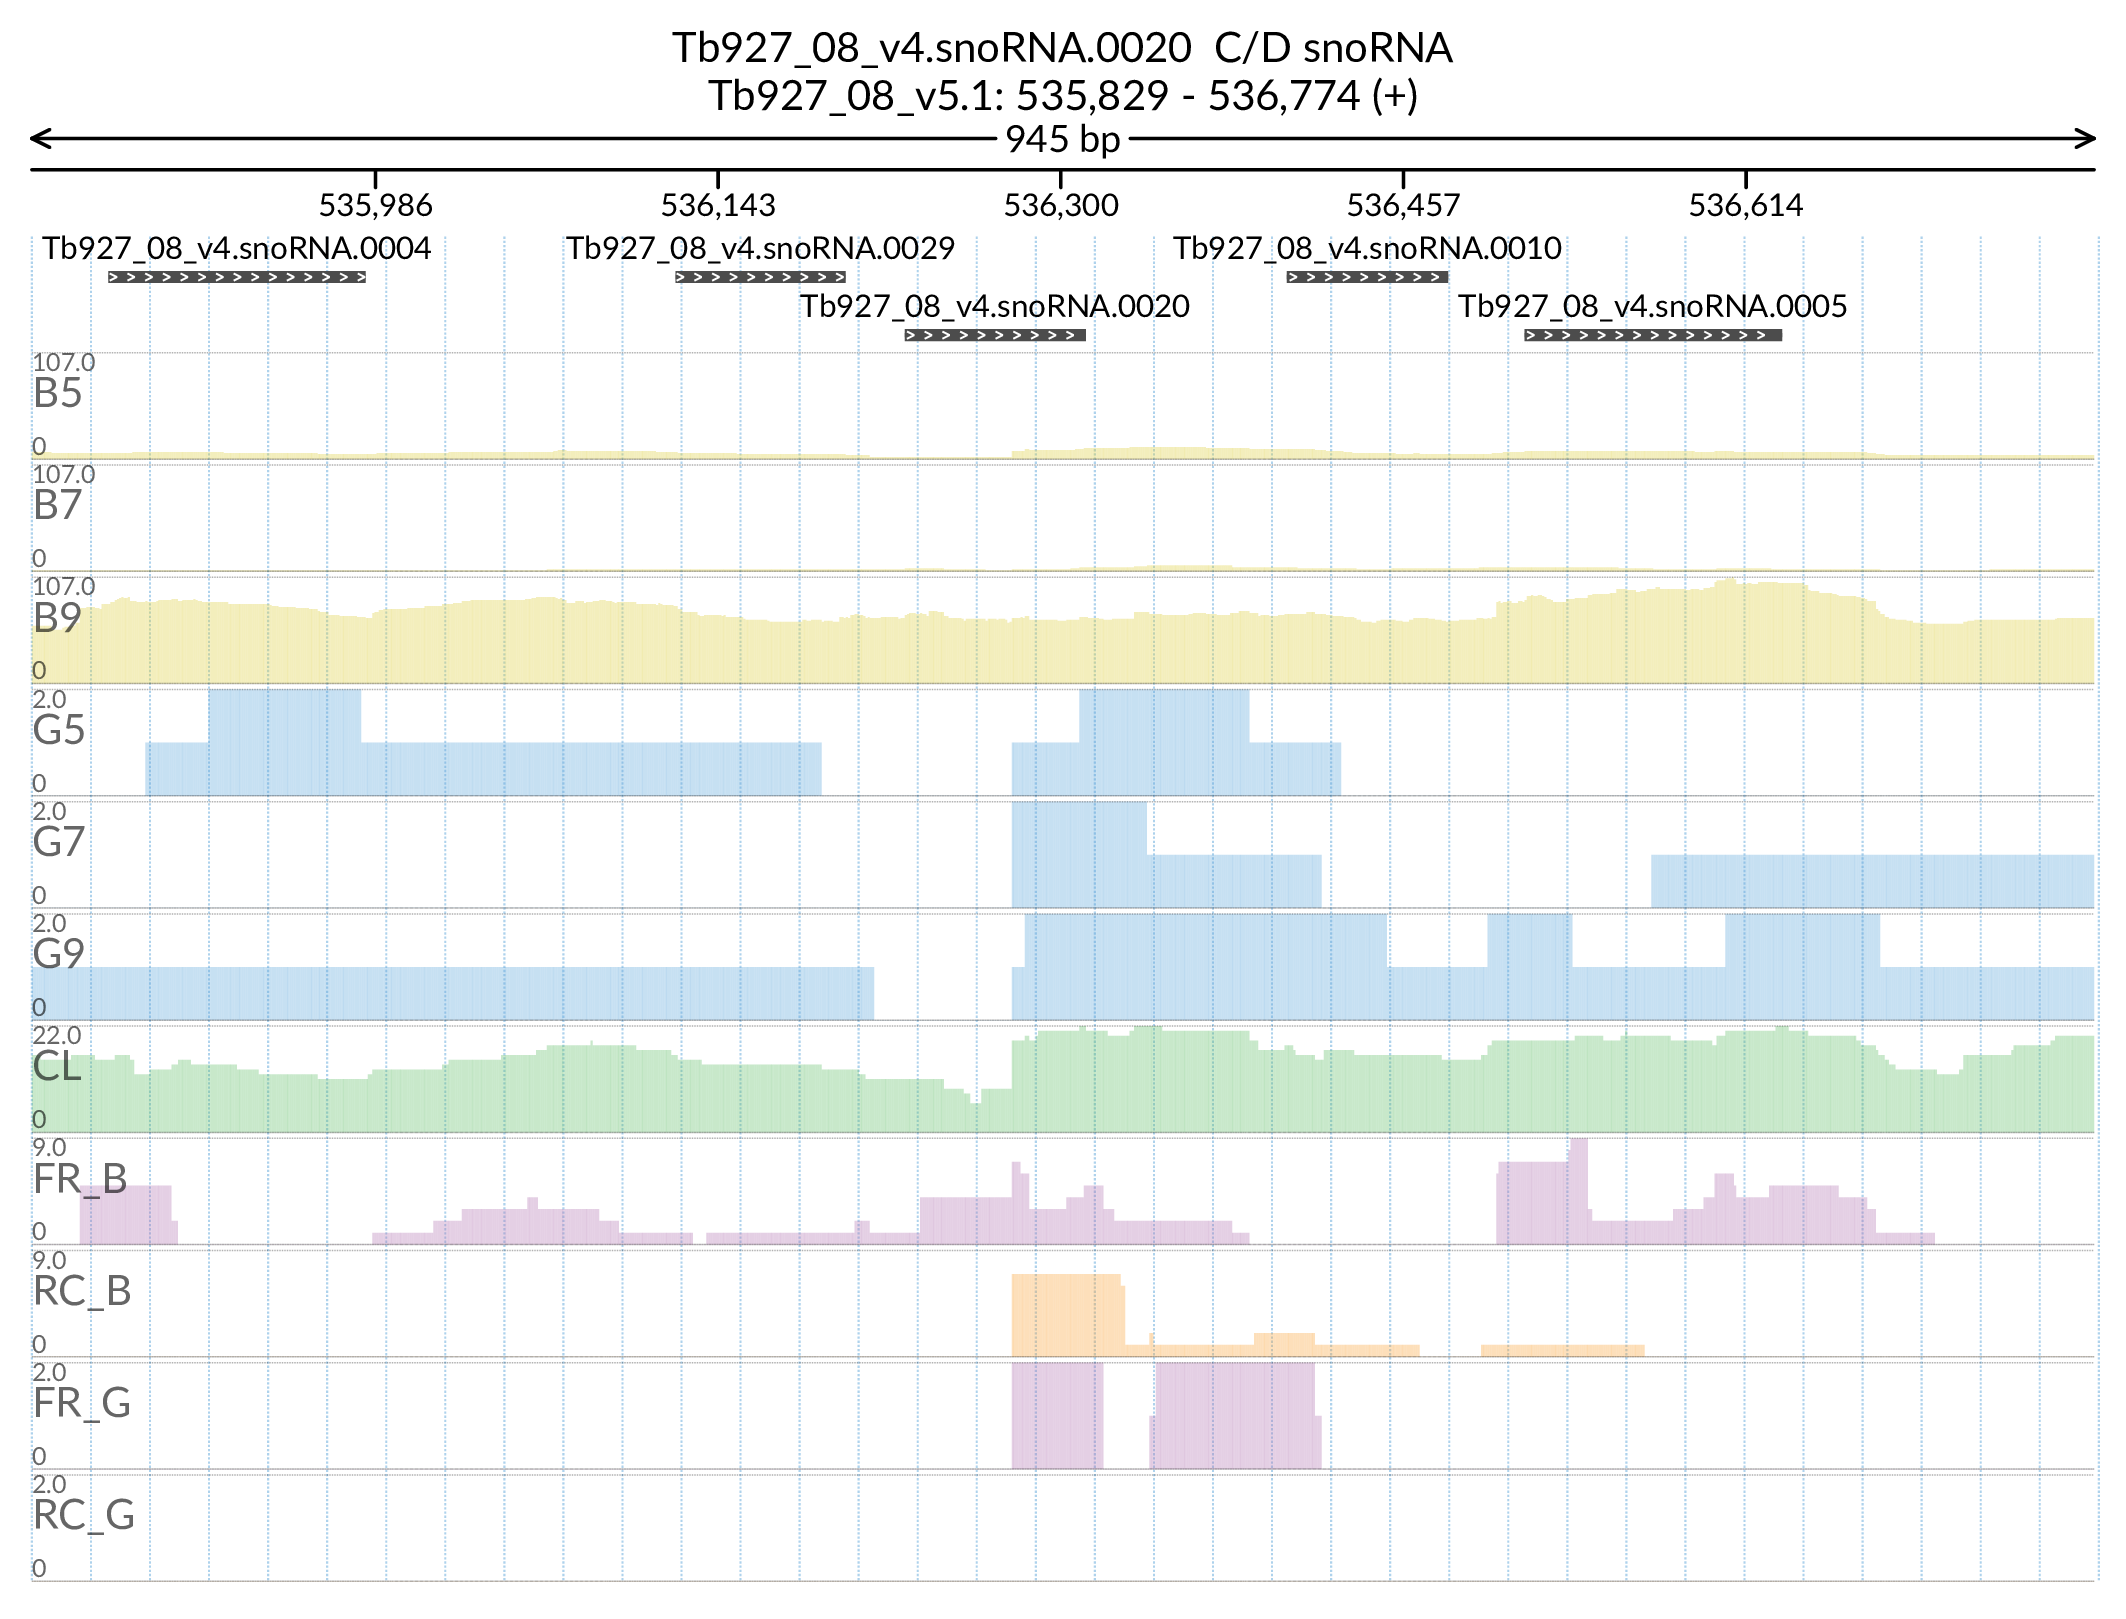 Tb927_08_v4.snoRNA.0020  C/D snoRNA
Tb927_08_v5.1: 535,829 - 536,774 (+)
945 bp
535,986 536,143 536,300 536,457 536,614
Tb927_08_v4.snoRNA.0004 Tb927_08_v4.snoRNA.0029 Tb927_08_v4.snoRNA.0010
Tb927_08_v4.snoRNA.0020 Tb927_08_v4.snoRNA.0005
107.0
B5
0
107.0
B7
0
107.0
B9
0
2.0
G5
0
2.0
G7
0
2.0
G9
0
22.0
CL
0
9.0
FR_B
0
9.0
RC_B
0
2.0
FR_G
0
2.0
RC_G
0